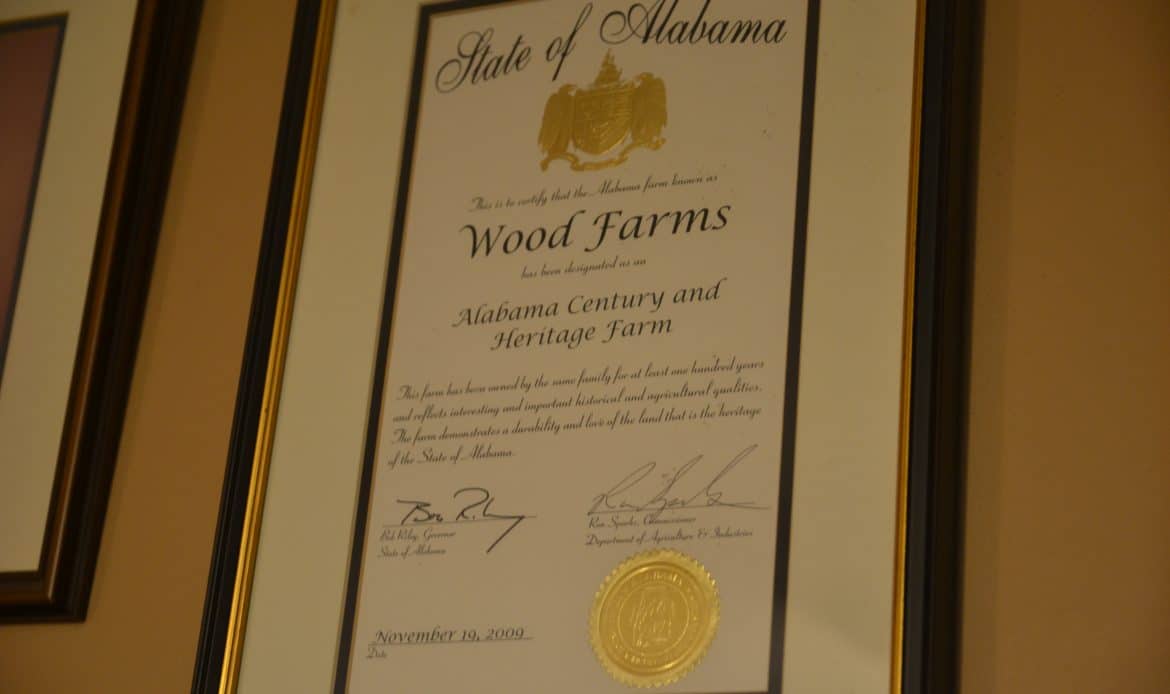 State of Alabama
This is to certify that the Alabama farm known as
Wood Farms
has been designated as an
Alabama Century and
Heritage Farm
This farm has been owned by the same family for at least one hundred years
and reflects interesting and important historical and agricultural qualities.
The farm demonstrates a durability and love of the land that is the heritage
of the State of Alabama.
Bob Riley, Governor
State of Alabama
Ron Sparks, Commissioner
Department of Agriculture & Industries
November 19, 2009
Date
ALABAMA